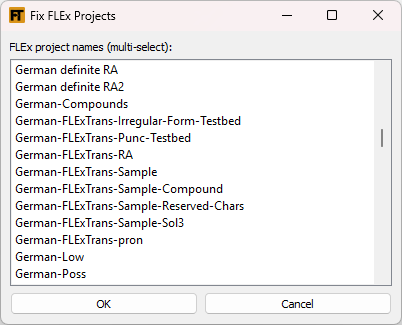 FT Fix FLEx Projects
FLEx project names (multi-select):
German definite RA
German definite RA2
German-Compounds
German-FLExTrans-Irregular-Form-Testbed
German-FLExTrans-Punc-Testbed
German-FLExTrans-RA
German-FLExTrans-Sample
German-FLExTrans-Sample-Compound
German-FLExTrans-Sample-Reserved-Chars
German-FLExTrans-Sample-Sol3
German-FLExTrans-pron
German-Low
German-Poss
OK Cancel